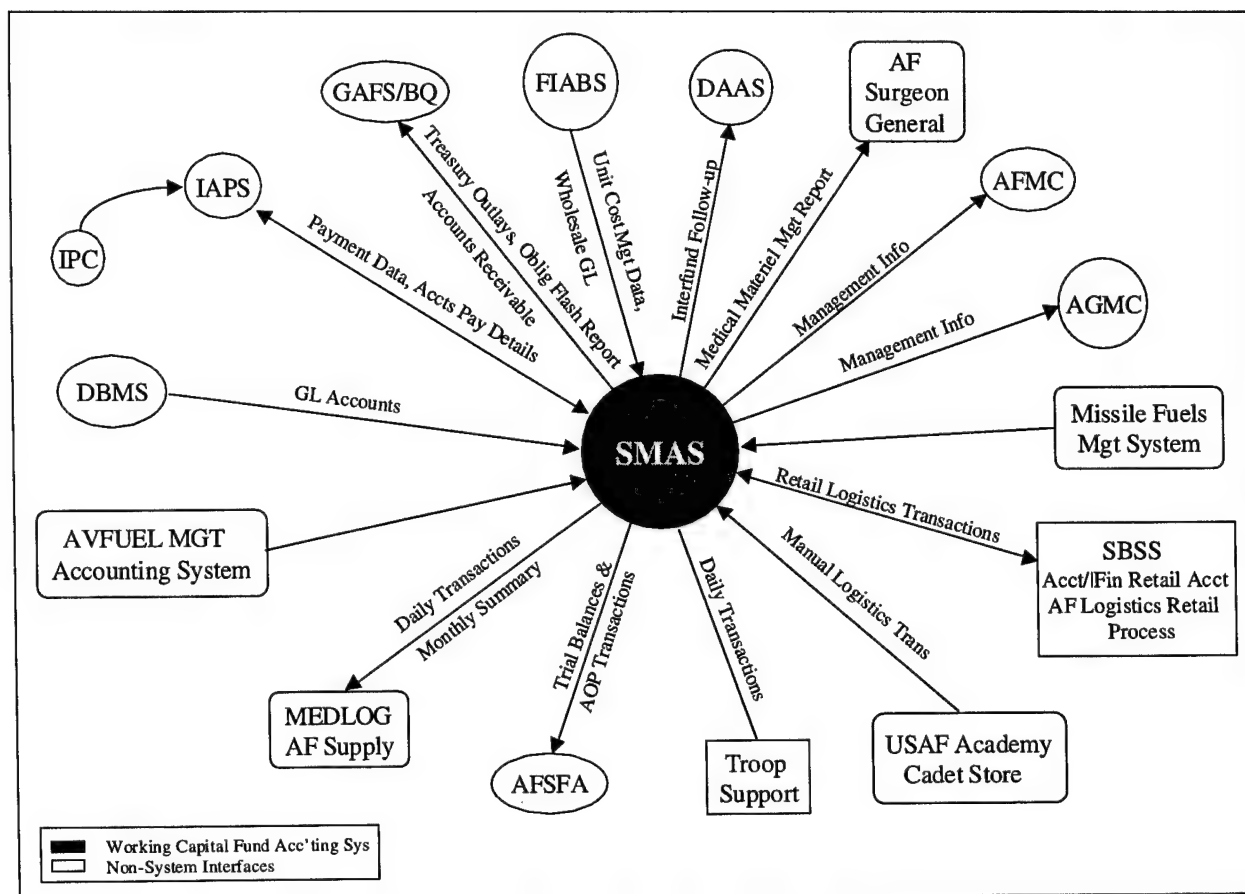 GAFS/BQ
FIABS
DAAS
AF
Surgeon
General
IAPS
AFMC
IPC
AGMC
Treasury Outlays, Oblig Flash Report
Accounts Receivable
Unit Cost Mgt Data,
Wholesale GL
Interfund Follow-up
Medical Materiel Mgt Report
Management Info
Management Info
Payment Data, Accts Pay Details
DBMS
GL Accounts
SMAS
Missile Fuels
Mgt System
AVFUEL MGT
Accounting System
Retail Logistics Transactions
SBSS
Acct/|Fin Retail Acct
AF Logistics Retail
Process
Daily Transactions
Monthly Summary
Trial Balances &
AOP Transactions
Daily Transactions
Manual Logistics Trans
MEDLOG
AF Supply
AFSFA
Troop
Support
USAF Academy
Cadet Store
Working Capital Fund Acc'ting Sys
Non-System Interfaces